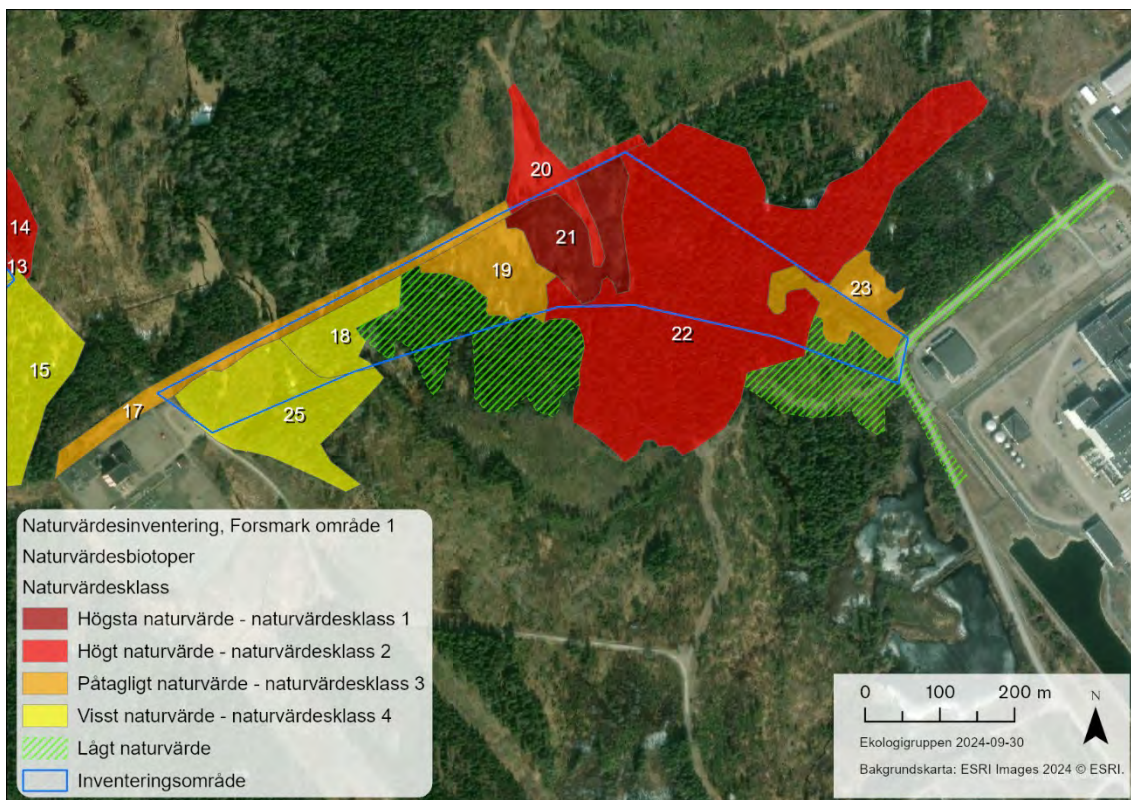 20
14
21
13
19
23
22
18
15
25
17
Naturvärdesinventering, Forsmark område 1
Naturvärdesbiotoper
Naturvärdesklass
Högsta naturvärde - naturvärdesklass 1
Högt naturvärde - naturvärdesklass 2
Påtagligt naturvärde - naturvärdesklass 3
Visst naturvärde - naturvärdesklass 4
Lågt naturvärde
Inventeringsområde
0 100 200 m
N
Ekologigruppen 2024-09-30
Bakgrundskarta: ESRI Images 2024 © ESRI.